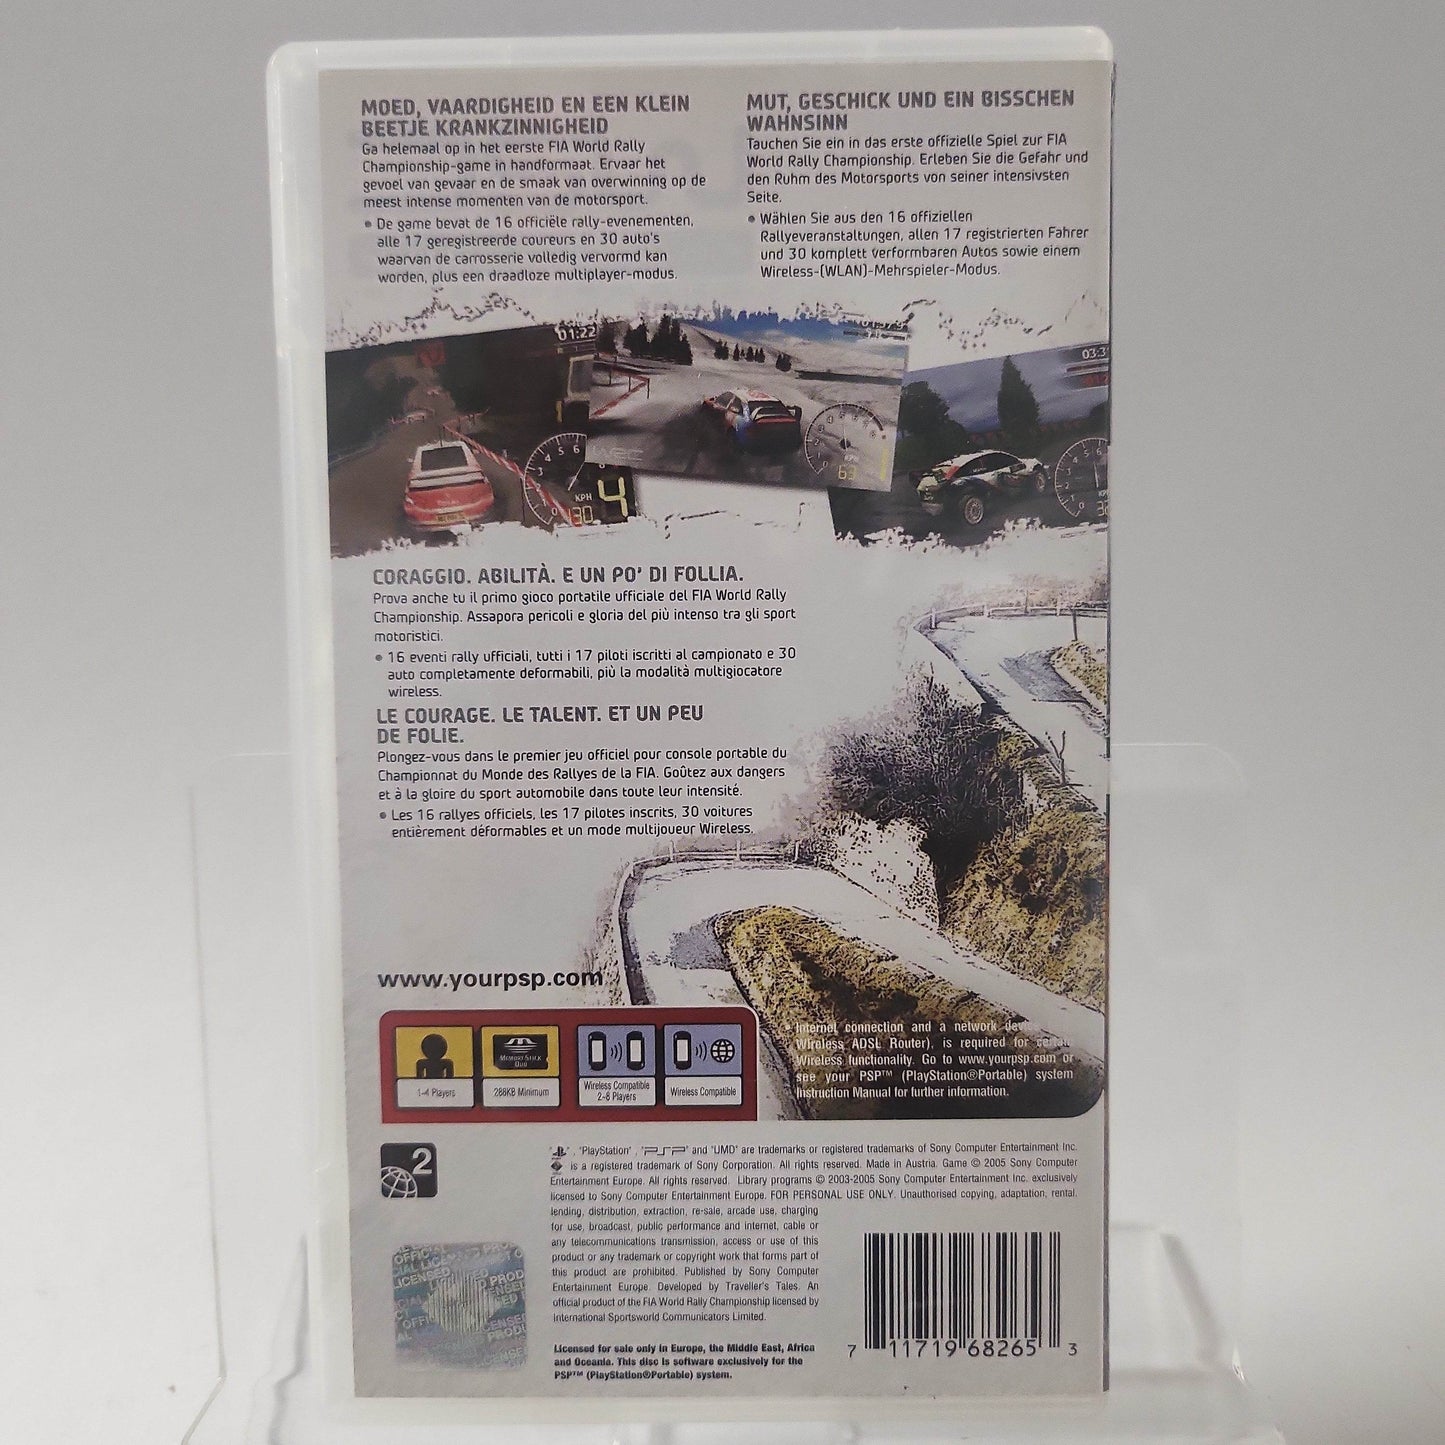 MOED, VAARDIGHEID EN EEN KLEIN
BEETJE KRANKZINNIGHEID
Ga helemaal op in het eerste FIA World Rally
Championship-game in handformaat. Ervaar het
gevoel van gevaar en de smaak van overwinning op de
meest intense momenten van de motorsport.
• De game bevat de 16 officiële rally-evenementen,
alle 17 geregistreerde coureurs en 30 auto's
waarvan de carrosserie volledig vervormd kan
worden, plus een draadloze multiplayer-modus.
MUT, GESCHICK UND EIN BISSCHEN
WAHNSINN
Tauchen Sie ein in das erste offizielle Spiel zur FIA
World Rally Championship. Erleben Sie die Gefahr und
den Ruhm des Motorsports von seiner intensivsten
Seite.
• Wählen Sie aus den 16 offiziellen
Rallyeveranstaltungen, allen 17 registrierten Fahrer
und 30 komplett verformbaren Autos sowie einem
Wireless-(WLAN)-Mehrspieler-Modus.
01:22
KPH
130
4
63
03:3
CORAGGIO. ABILITÀ. E UN PO' DI FOLLIA.
Prova anche tu il primo gioco portatile ufficiale del FIA World Rally
Championship. Assapora pericoli e gloria del più intenso tra gli sport
motoristici.
• 16 eventi rally ufficiali, tutti i 17 piloti iscritti al campionato e 30
auto completamente deformabili, più la modalità multigiocatore
wireless.
LE COURAGE. LE TALENT. ET UN PEU
DE FOLIE.
Plongez-vous dans le premier jeu officiel pour console portable du
Championnat du Monde des Rallyes de la FIA. Goûtez aux dangers
et à la gloire du sport automobile dans toute leur intensité.
• Les 16 rallyes officiels, les 17 pilotes inscrits, 30 voitures
entièrement déformables et un mode multijoueur Wireless.
www.yourpsp.com
1-4 Players
MEMORY STICK
DUO
288KB Minimum
Wireless Compatible
2-8 Players
Wireless Compatible
• Internet connection and a network
Wireless ADSL Router), is required for certain
Wireless functionality. Go to www.yourpsp.com or
see your PSP™ (PlayStation®Portable) system
Instruction Manual for further information.
2
, "PlayStation", "PSP" and "UMD" are trademarks or registered trademarks of Sony Computer Entertainment Inc.
is a registered trademark of Sony Corporation. All rights reserved. Made in Austria. Game © 2005 Sony Computer
Entertainment Europe. All rights reserved. Library programs © 2003-2005 Sony Computer Entertainment Inc. exclusively
licensed to Sony Computer Entertainment Europe. FOR PERSONAL USE ONLY. Unauthorised copying, adaptation, rental,
lending, distribution, extraction, re-sale, arcade use, charging
for use, broadcast, public performance and internet, cable or
any telecommunications transmission, access or use of this
product or any trademark or copyright work that forms part of
this product are prohibited. Published by Sony Computer
Entertainment Europe. Developed by Traveller's Tales. An
official product of the FIA World Rally Championship licensed by
International Sportsworld Communicators Limited.
Licensed for sale only in Europe, the Middle East, Africa
and Oceania. This disc is software exclusively for the
PSP™ (PlayStation®Portable) system.
7 11719 68265 3